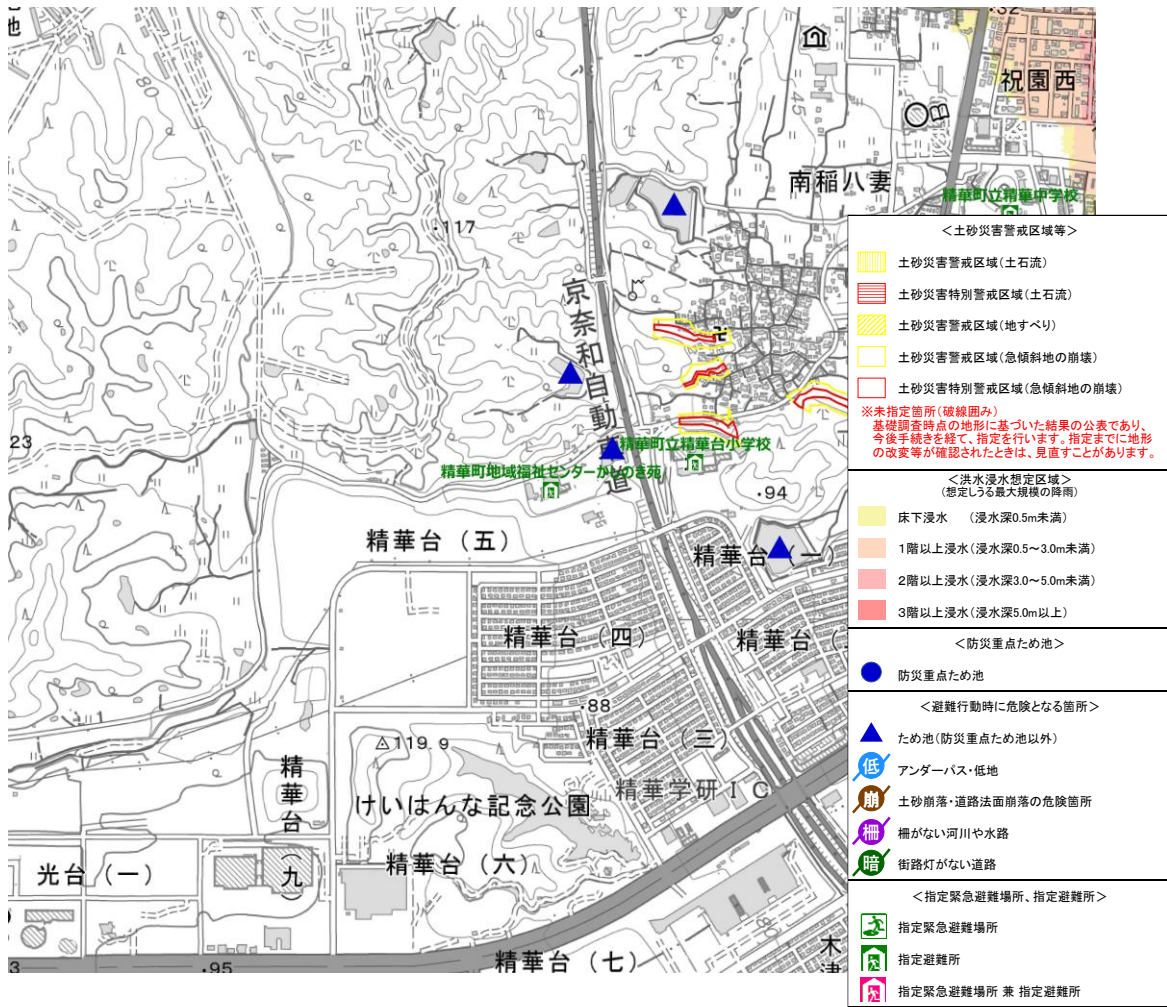 地
・32
祝園西
45
80
南稲八妻
精華町立精華中学校
・117
京奈和自動車道
23
精華町立精華台小学校
精華町地域福祉センターかしのき苑
・94
精華台（五）
精華台（一）
精華台（四）
精華台（二
・88
119.9
精華台（三）
精華台（九）
精華学研IC
けいはんな記念公園
光台（一）
精華台（六）
80
木津
精華台（七）
・95
3
＜土砂災害警戒区域等＞
土砂災害警戒区域（土石流）
土砂災害特別警戒区域（土石流）
土砂災害警戒区域（地すべり）
土砂災害警戒区域（急傾斜地の崩壊）
土砂災害特別警戒区域（急傾斜地の崩壊）
※未指定箇所（破線囲み）
基礎調査時点の地形に基づいた結果の公表であり、
今後手続きを経て、指定を行います。指定までに地形
の改変等が確認されたときは、見直すことがあります。
＜洪水浸水想定区域＞
（想定しうる最大規模の降雨）
床下浸水　（浸水深0.5m未満）
1階以上浸水（浸水深0.5～3.0m未満）
2階以上浸水（浸水深3.0～5.0m未満）
3階以上浸水（浸水深5.0m以上）
＜防災重点ため池＞
防災重点ため池
＜避難行動時に危険となる箇所＞
ため池（防災重点ため池以外）
低 アンダーパス・低地
崩 土砂崩落・道路法面崩落の危険箇所
柵 柵がない河川や水路
暗 街路灯がない道路
＜指定緊急避難場所、指定避難所＞
指定緊急避難場所
指定避難所
指定緊急避難場所 兼 指定避難所